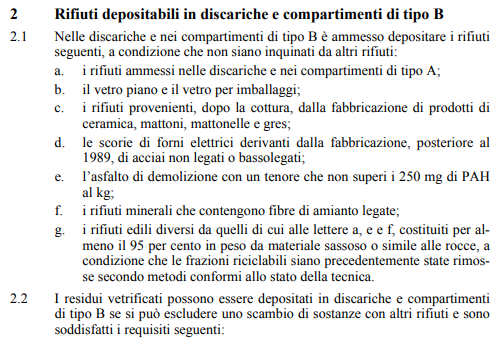 2 Rifiuti depositabili in discariche e compartimenti di tipo B
2.1 Nelle discariche e nei compartimenti di tipo B è ammesso depositare i rifiuti
seguenti, a condizione che non siano inquinati da altri rifiuti:
a. i rifiuti ammessi nelle discariche e nei compartimenti di tipo A;
b. il vetro piano e il vetro per imballaggi;
c. i rifiuti provenienti, dopo la cottura, dalla fabbricazione di prodotti di
ceramica, mattoni, mattonelle e gres;
d. le scorie di forni elettrici derivanti dalla fabbricazione, posteriore al
1989, di acciai non legati o bassolegati;
e. l’asfalto di demolizione con un tenore che non superi i 250 mg di PAH
al kg;
f. i rifiuti minerali che contengono fibre di amianto legate;
g. i rifiuti edili diversi da quelli di cui alle lettere a, e e f, costituiti per al-
meno il 95 per cento in peso da materiale sassoso o simile alle rocce, a
condizione che le frazioni riciclabili siano precedentemente state rimos-
se secondo metodi conformi allo stato della tecnica.
2.2 I residui vetrificati possono essere depositati in discariche e compartimenti
di tipo B se si può escludere uno scambio di sostanze con altri rifiuti e sono
soddisfatti i requisiti seguenti: